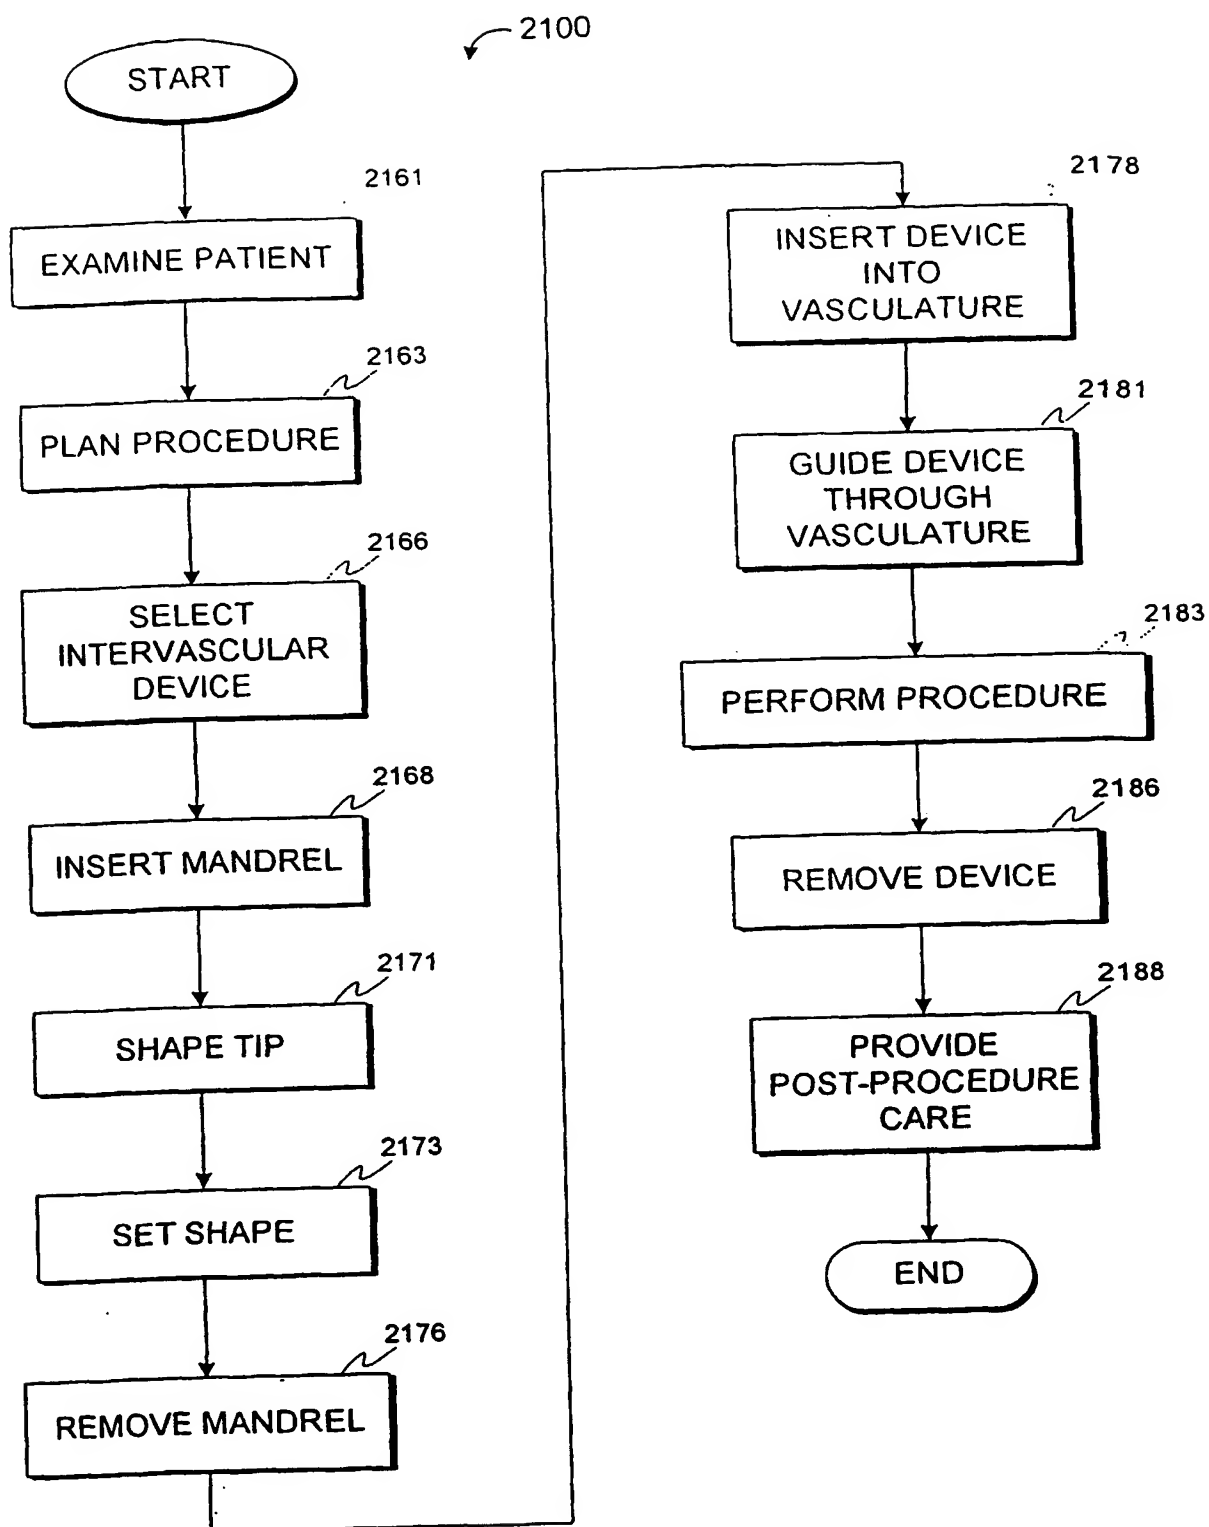 2100
START
2161
EXAMINE PATIENT
2163
PLAN PROCEDURE
2166
SELECT
INTERVASCULAR
DEVICE
2168
INSERT MANDREL
2171
SHAPE TIP
2173
SET SHAPE
2176
REMOVE MANDREL
2178
INSERT DEVICE
INTO
VASCULATURE
2181
GUIDE DEVICE
THROUGH
VASCULATURE
2183
PERFORM PROCEDURE
2186
REMOVE DEVICE
2188
PROVIDE
POST-PROCEDURE
CARE
END